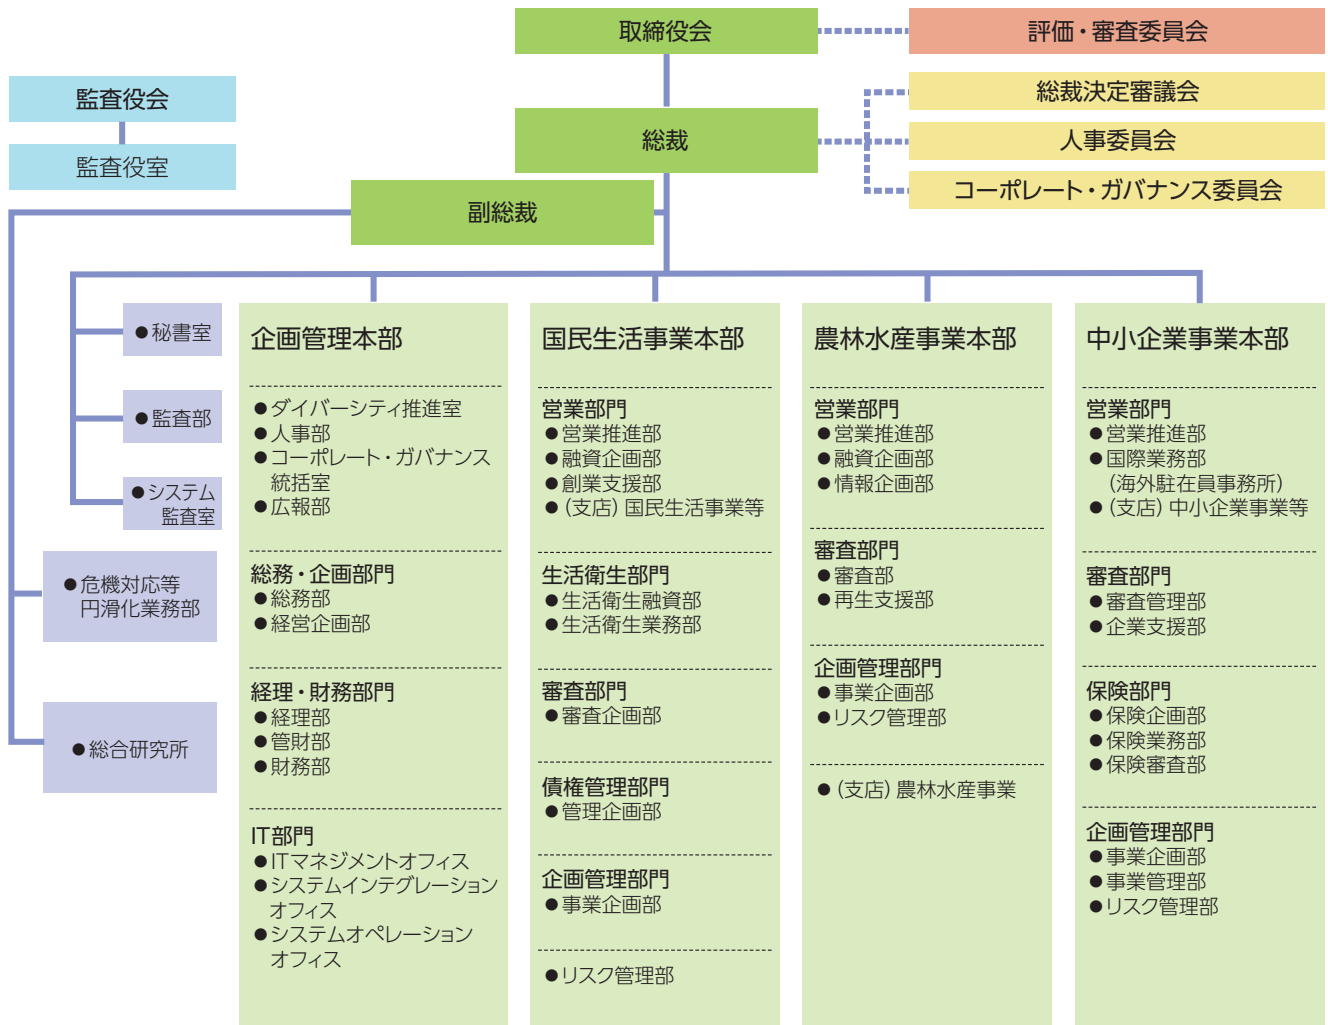 取締役会
評価・審査委員会
監査役会
監査役室
総裁
総裁決定審議会
人事委員会
コーポレート・ガバナンス委員会
副総裁
●秘書室
●監査部
●システム
監査室
●危機対応等
円滑化業務部
●総合研究所
企画管理本部
●ダイバーシティ推進室
●人事部
●コーポレート・ガバナンス
統括室
●広報部
総務・企画部門
●総務部
●経営企画部
経理・財務部門
●経理部
●管財部
●財務部
IT部門
●ITマネジメントオフィス
●システムインテグレーション
オフィス
●システムオペレーション
オフィス
国民生活事業本部
営業部門
●営業推進部
●融資企画部
●創業支援部
●(支店)国民生活事業等
生活衛生部門
●生活衛生融資部
●生活衛生業務部
審査部門
●審査企画部
債権管理部門
●管理企画部
企画管理部門
●事業企画部
●リスク管理部
農林水産事業本部
営業部門
●営業推進部
●融資企画部
●情報企画部
審査部門
●審査部
●再生支援部
企画管理部門
●事業企画部
●リスク管理部
●(支店)農林水産事業
中小企業事業本部
営業部門
●営業推進部
●国際業務部
(海外駐在員事務所)
●(支店)中小企業事業等
審査部門
●審査管理部
●企業支援部
保険部門
●保険企画部
●保険業務部
●保険審査部
企画管理部門
●事業企画部
●事業管理部
●リスク管理部